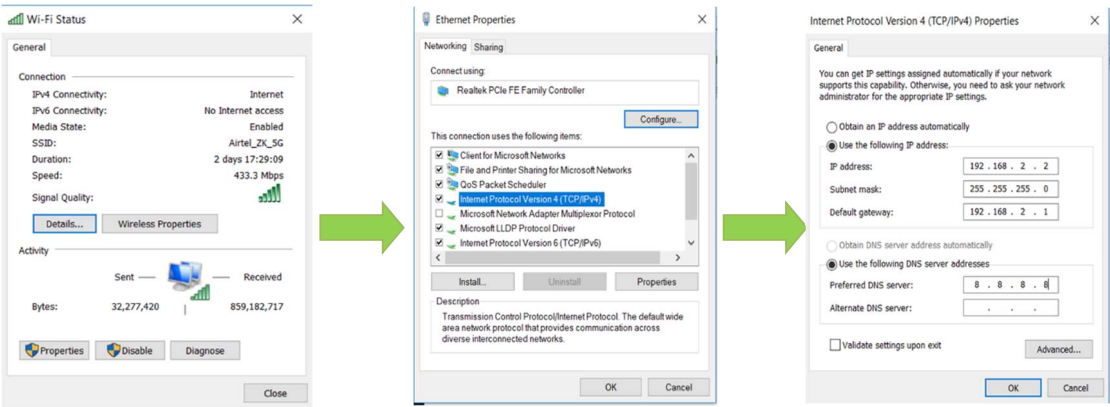 Wi-Fi Status
General
Connection
IPv4 Connectivity: Internet
IPv6 Connectivity: No Internet access
Media State: Enabled
SSID: Airtel_ZK_5G
Duration: 2 days 17:29:09
Speed: 433.3 Mbps
Signal Quality:
Details... Wireless Properties
Activity
Sent Received
Bytes: 32,277,420 859,182,717
Properties Disable Diagnose
Close
Ethernet Properties
Networking Sharing
Connect using:
Realtek PCIe FE Family Controller
Configure...
This connection uses the following items:
Client for Microsoft Networks
File and Printer Sharing for Microsoft Networks
QoS Packet Scheduler
Internet Protocol Version 4 (TCP/IPv4)
Microsoft Network Adapter Multiplexor Protocol
Microsoft LLDP Protocol Driver
Internet Protocol Version 6 (TCP/IPv6)
Install... Uninstall Properties
Description
Transmission Control Protocol/Internet Protocol. The default wide
area network protocol that provides communication across
diverse interconnected networks.
OK Cancel
Internet Protocol Version 4 (TCP/IPv4) Properties
General
You can get IP settings assigned automatically if your network
supports this capability. Otherwise, you need to ask your network
administrator for the appropriate IP settings.
Obtain an IP address automatically
Use the following IP address:
IP address: 192 . 168 . 2 . 2
Subnet mask: 255 . 255 . 255 . 0
Default gateway: 192 . 168 . 2 . 1
Obtain DNS server address automatically
Use the following DNS server addresses
Preferred DNS server: 8 . 8 . 8 . 8
Alternate DNS server: . . .
Validate settings upon exit
Advanced...
OK Cancel